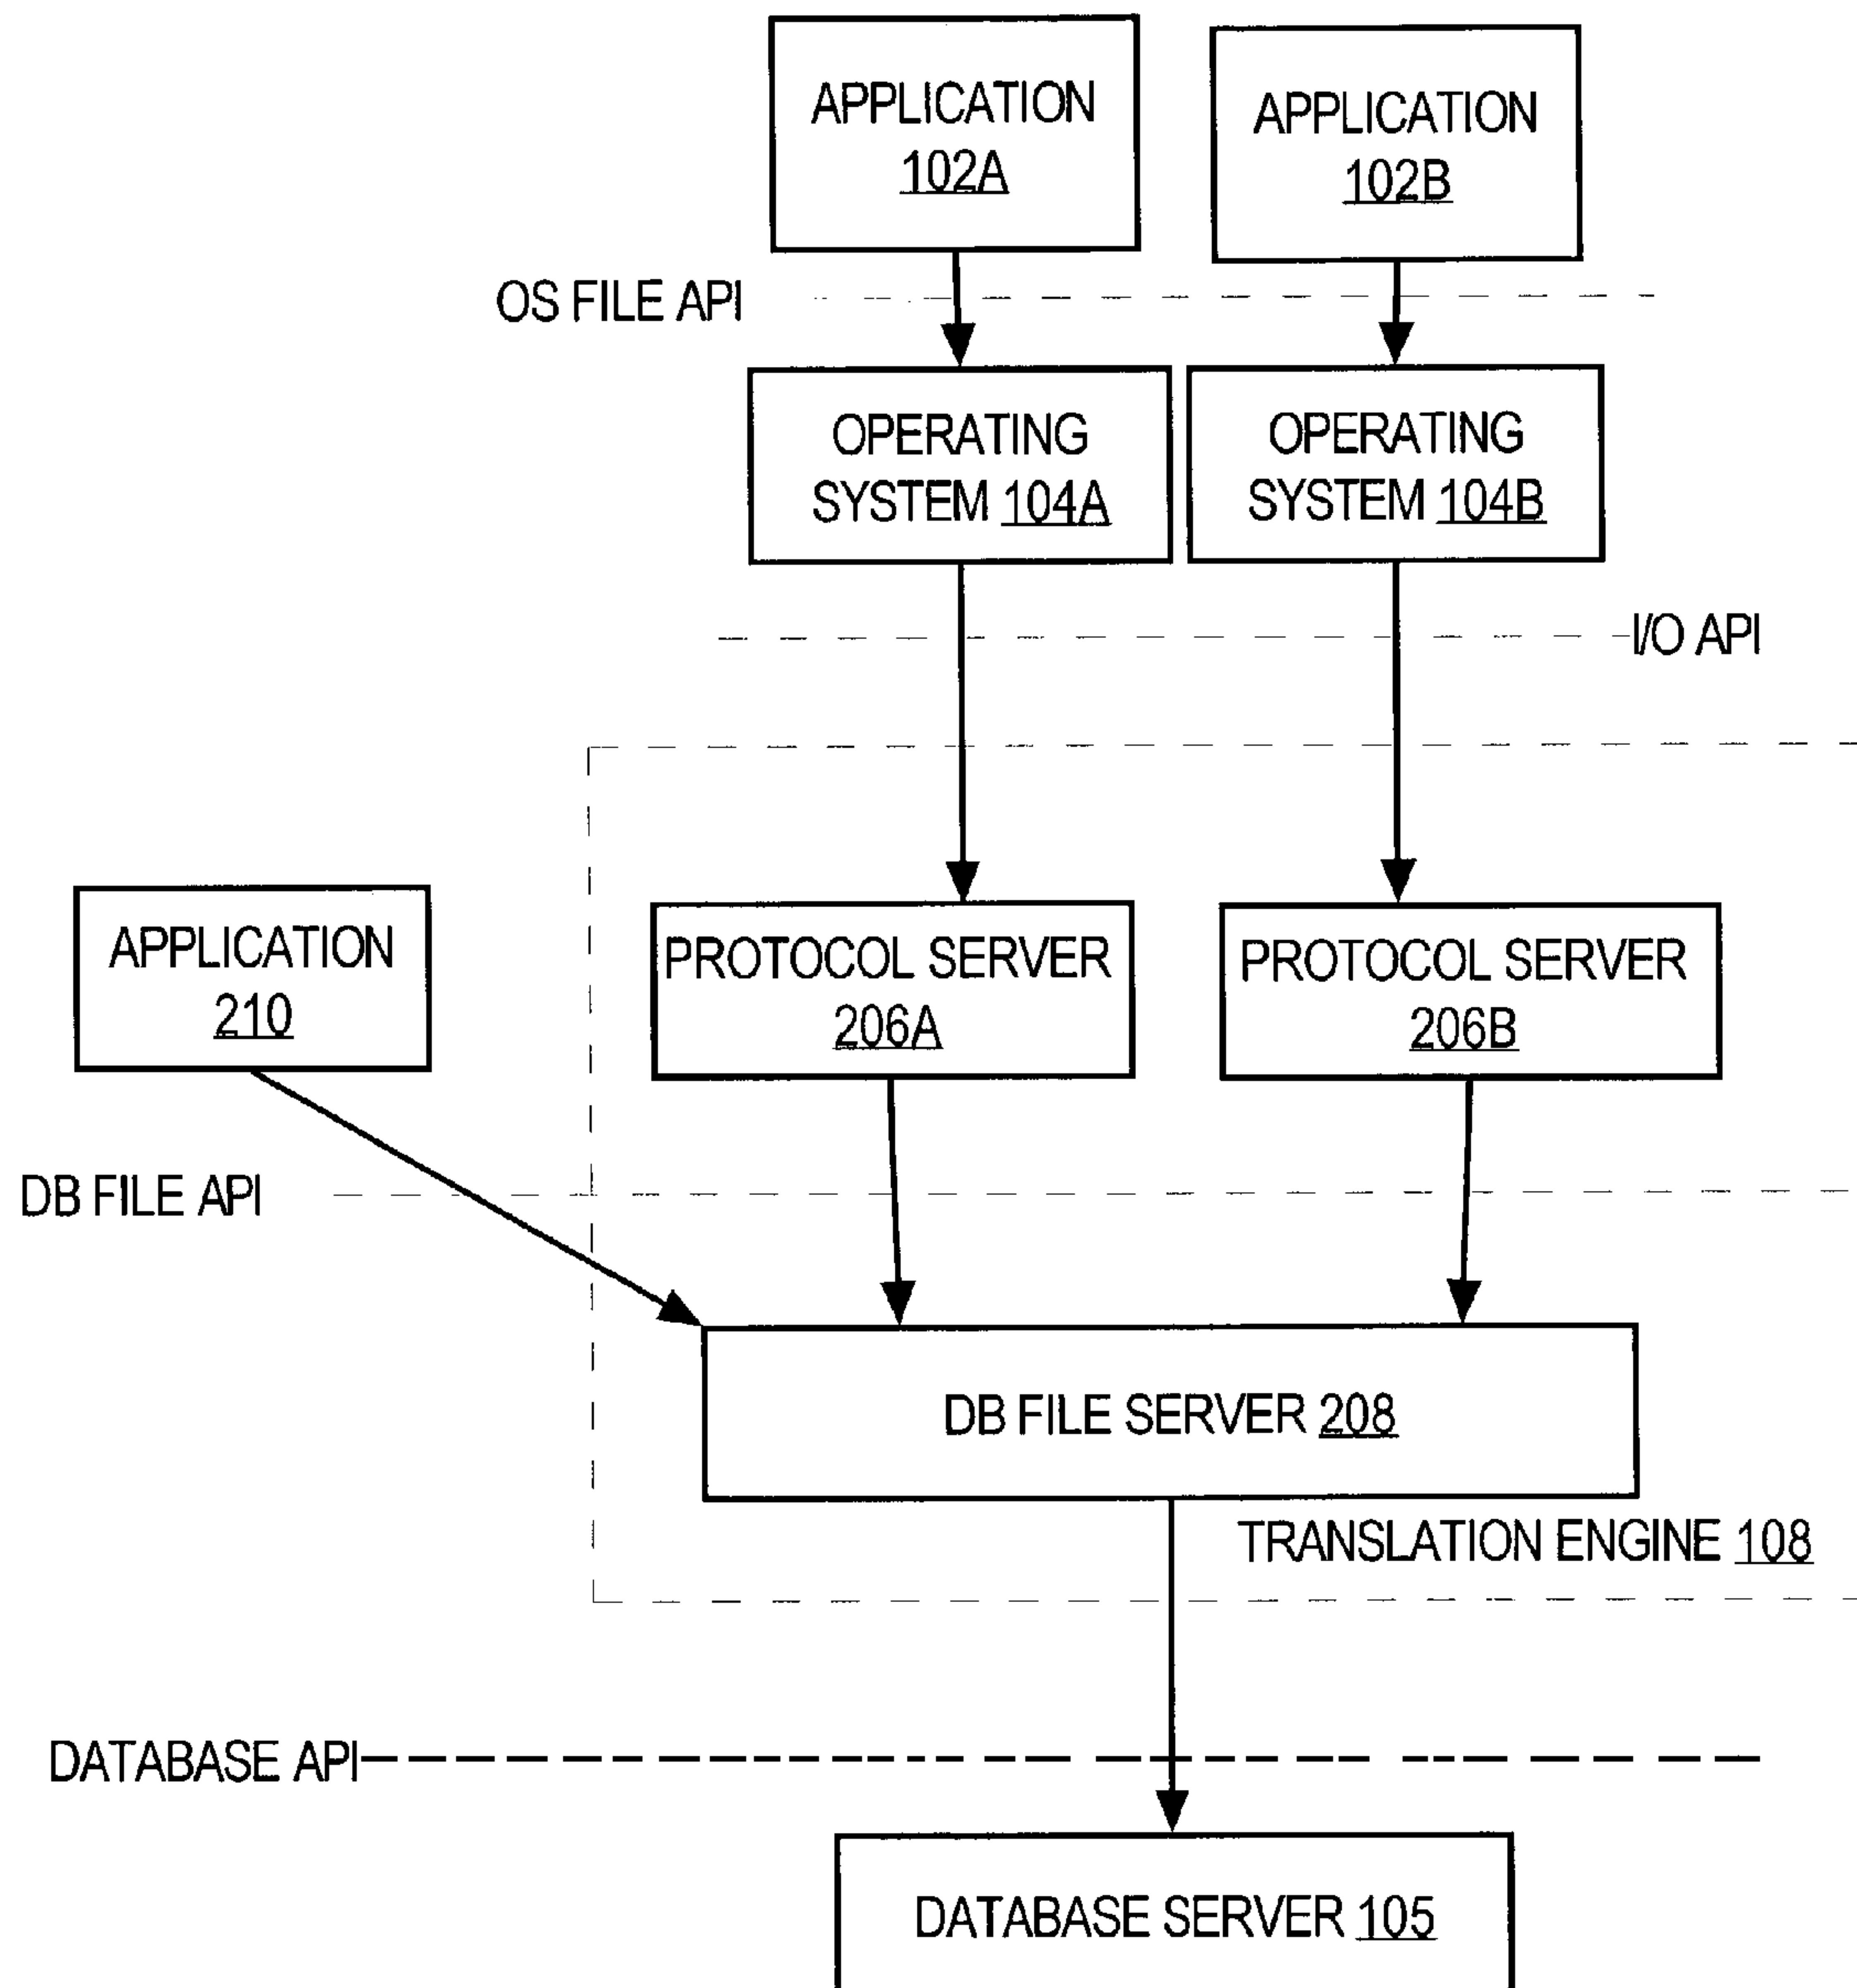 APPLICATION
102A
APPLICATION
102B
OS FILE API
OPERATING
SYSTEM 104A
OPERATING
SYSTEM 104B
I/O API
APPLICATION
210
PROTOCOL SERVER
206A
PROTOCOL SERVER
206B
DB FILE API
DB FILE SERVER 208
TRANSLATION ENGINE 108
DATABASE API
DATABASE SERVER 105